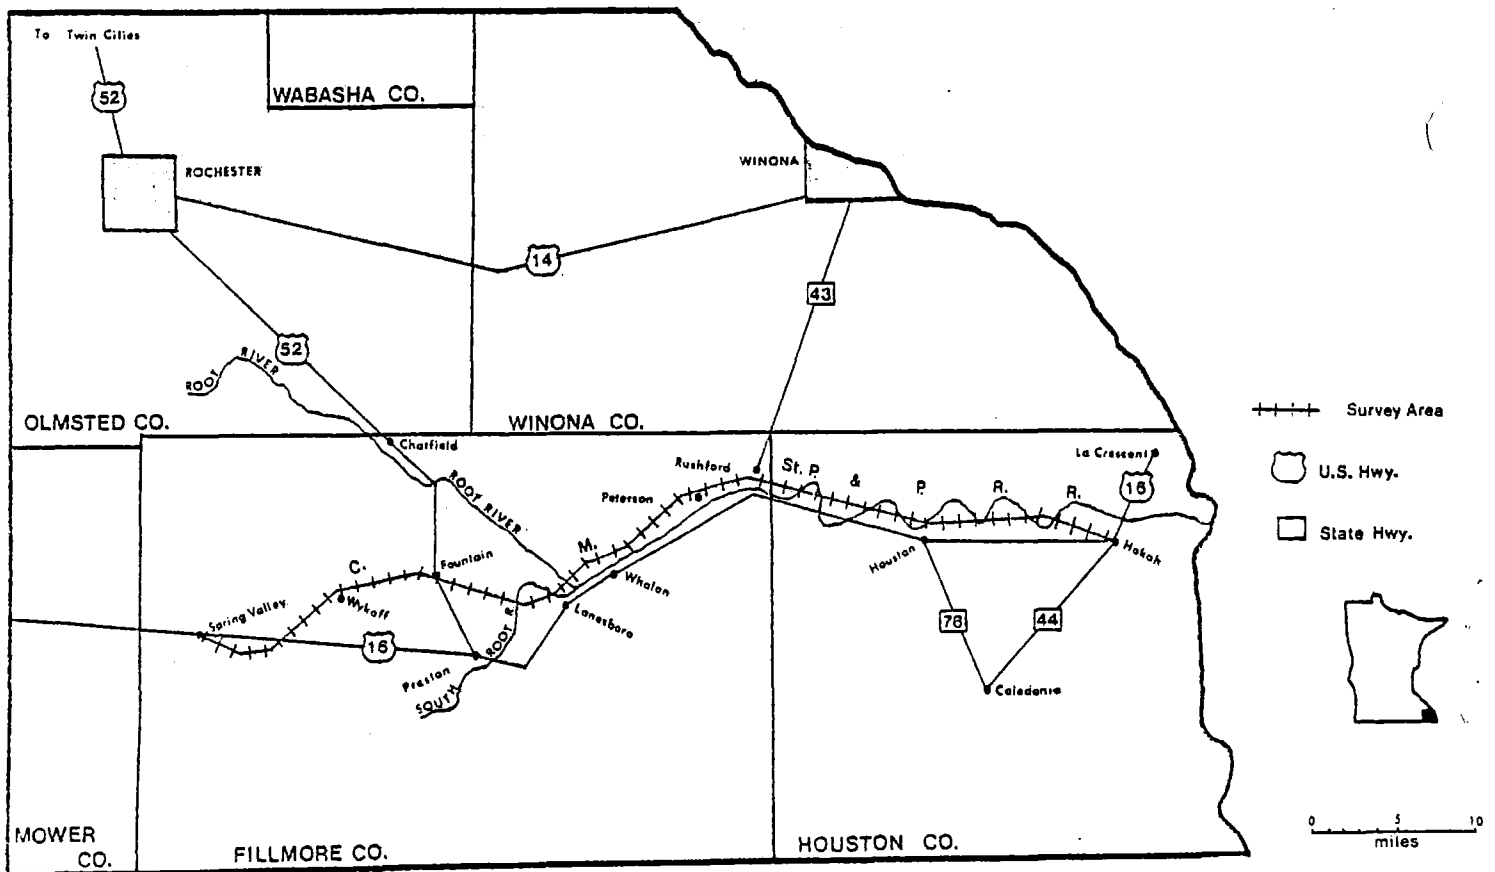 To Twin Cities
52
WABASHA CO.
ROCHESTER
WINONA
14
43
52
ROOT RIVER
OLMSTED CO.
WINONA CO.
Chatfield
ROOT RIVER
Rushford
St. P. & P. R. R.
La Crescent
16
Peterson
C. M.
Fountain
Houston
Hokah
Whalan
Spring Valley
Wykoff
Lanesboro
16
Preston
SOUTH ROOT R.
76
44
Caledonia
MOWER CO.
FILLMORE CO.
HOUSTON CO.
Survey Area
U.S. Hwy.
State Hwy.
0 5 10
miles